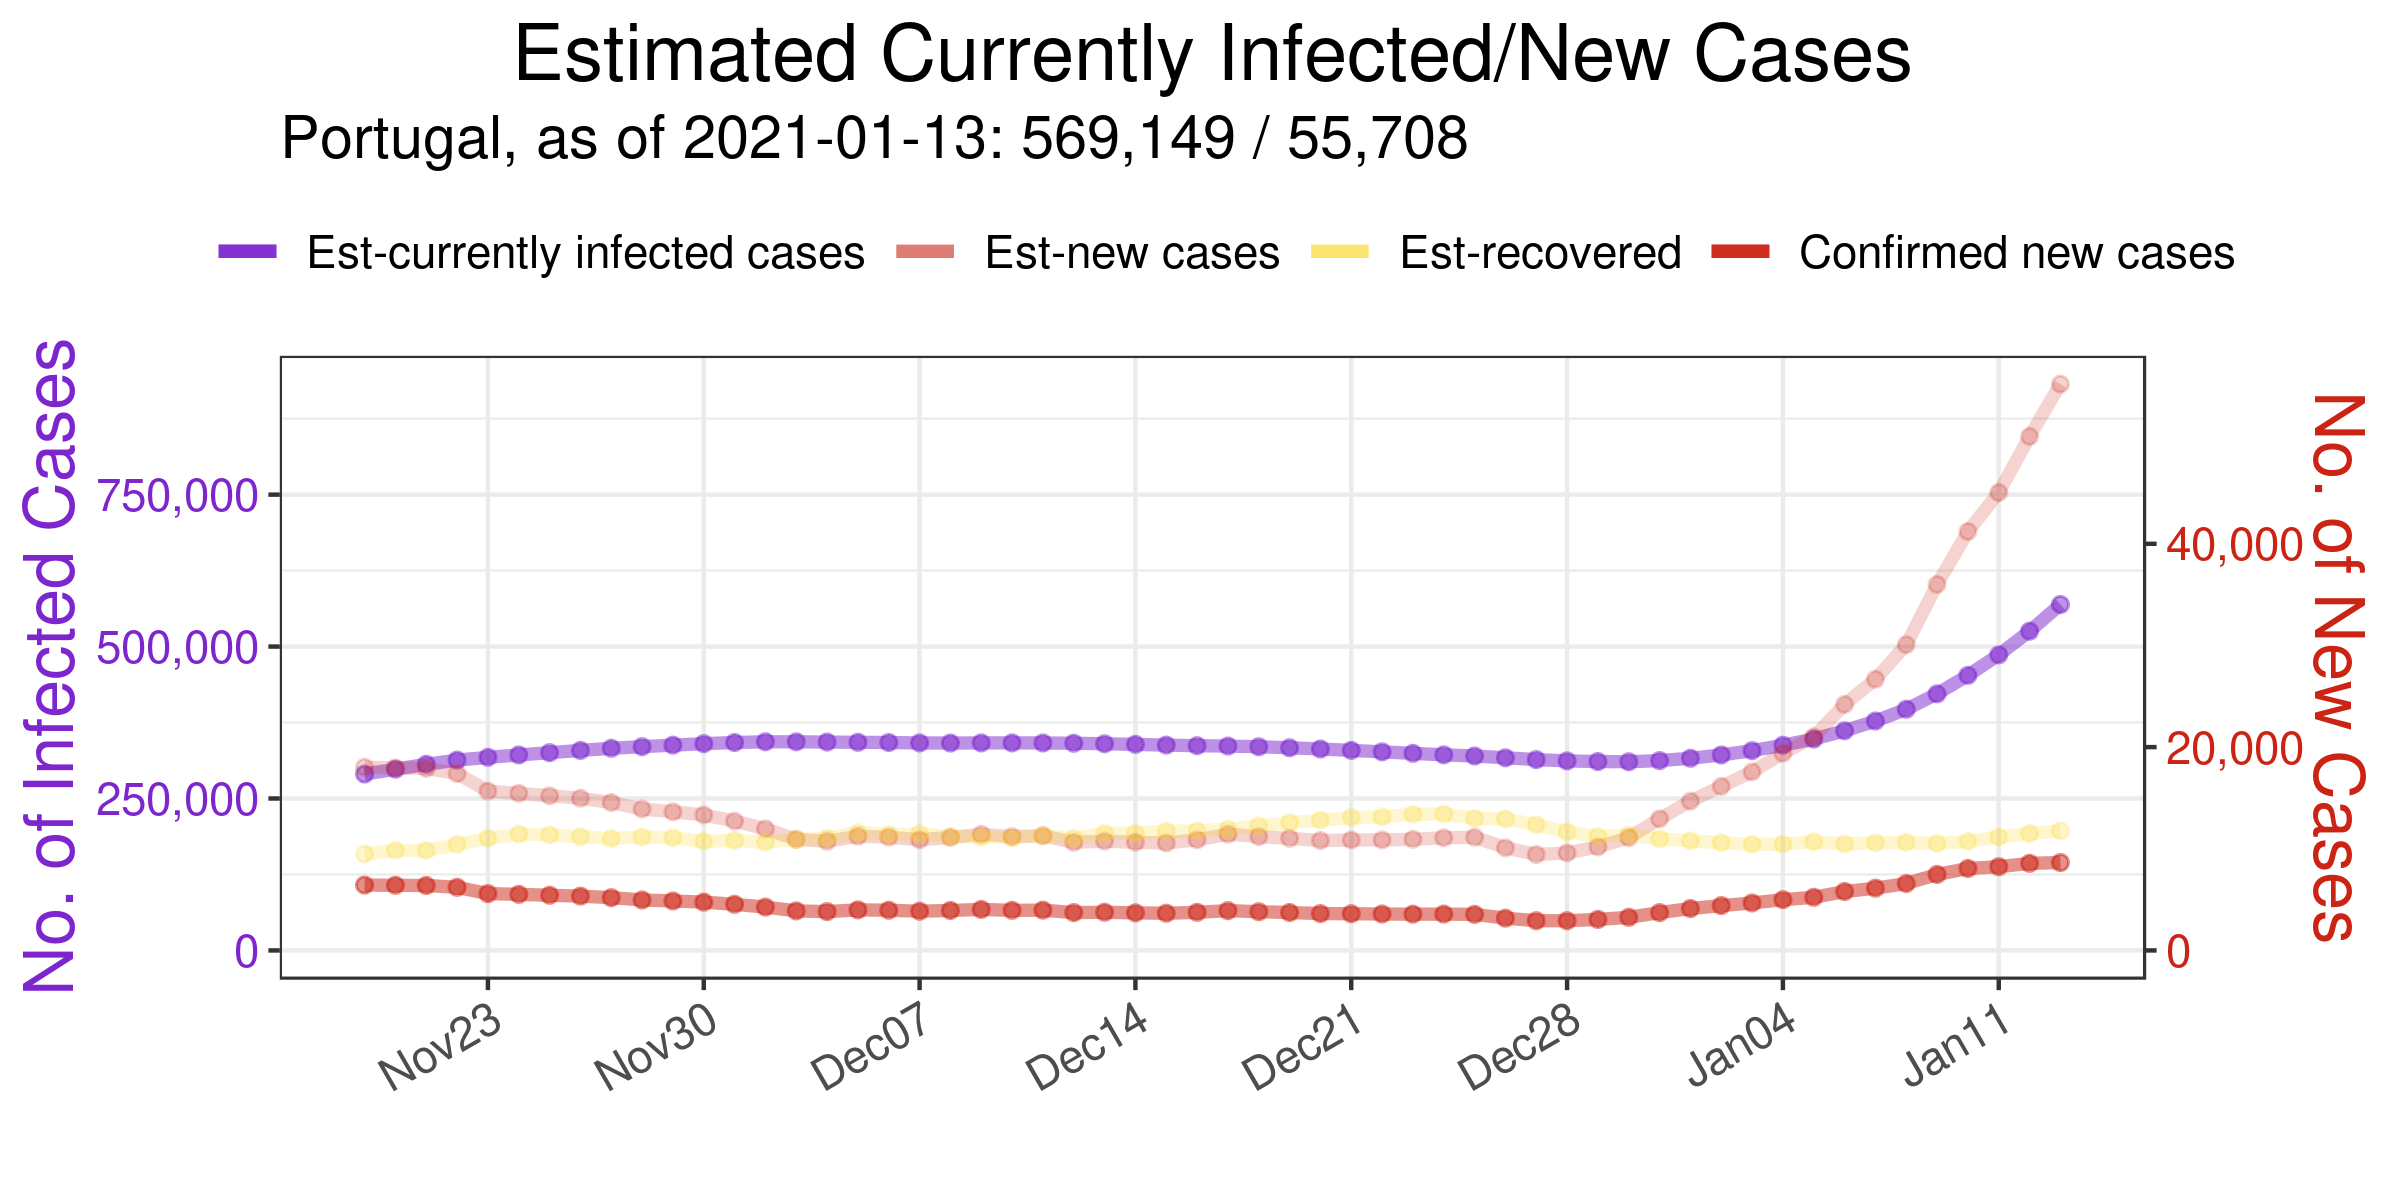 Estimated Currently Infected/New Cases
Portugal, as of 2021-01-13: 569,149 / 55,708
Est-currently infected cases Est-new cases Est-recovered Confirmed new cases
No. of Infected Cases
750,000
500,000
250,000
0
40,000
20,000
0
No. of New Cases
Nov23 Nov30 Dec07 Dec14 Dec21 Dec28 Jan04 Jan11